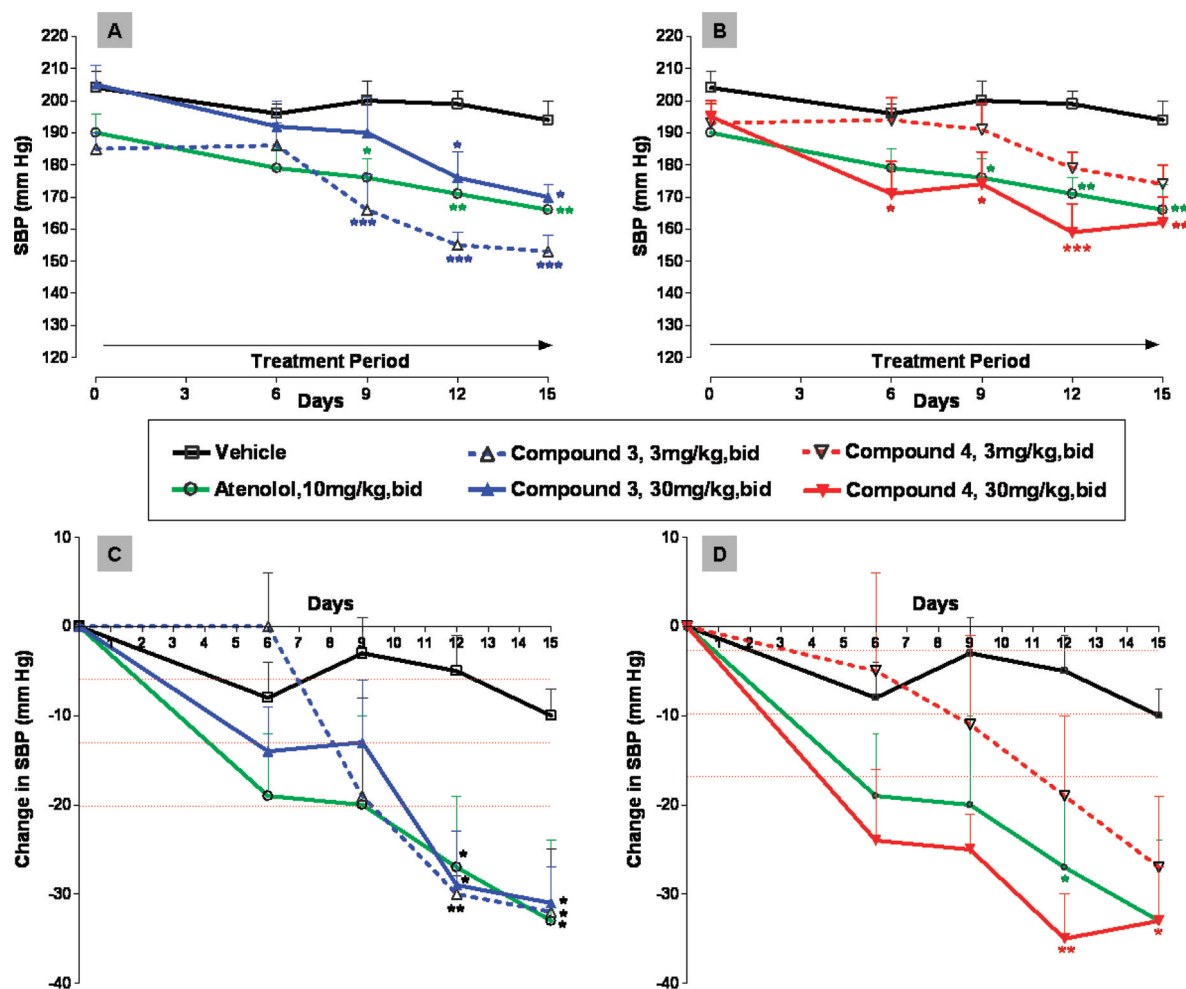 A
220
210
200
190
180
170
160
150
140
130
120
SBP (mm Hg)
*
*
*
**
**
***
***
***
Treatment Period
0 3 6 9 12 15
Days
B
220
210
200
190
180
170
160
150
140
130
120
SBP (mm Hg)
*
**
**
*
*
***
**
Treatment Period
0 3 6 9 12 15
Days
Vehicle
Compound 3, 3mg/kg,bid
Compound 4, 3mg/kg,bid
Atenolol,10mg/kg,bid
Compound 3, 30mg/kg,bid
Compound 4, 30mg/kg,bid
C
10
0
-10
-20
-30
-40
Change in SBP (mm Hg)
Days
2 3 4 5 6 7 8 9 10 11 12 13 14 15
*
*
**
*
*
*
D
10
0
-10
-20
-30
-40
Change in SBP (mm Hg)
Days
2 3 4 5 6 7 8 9 10 11 12 13 14 15
*
**
*